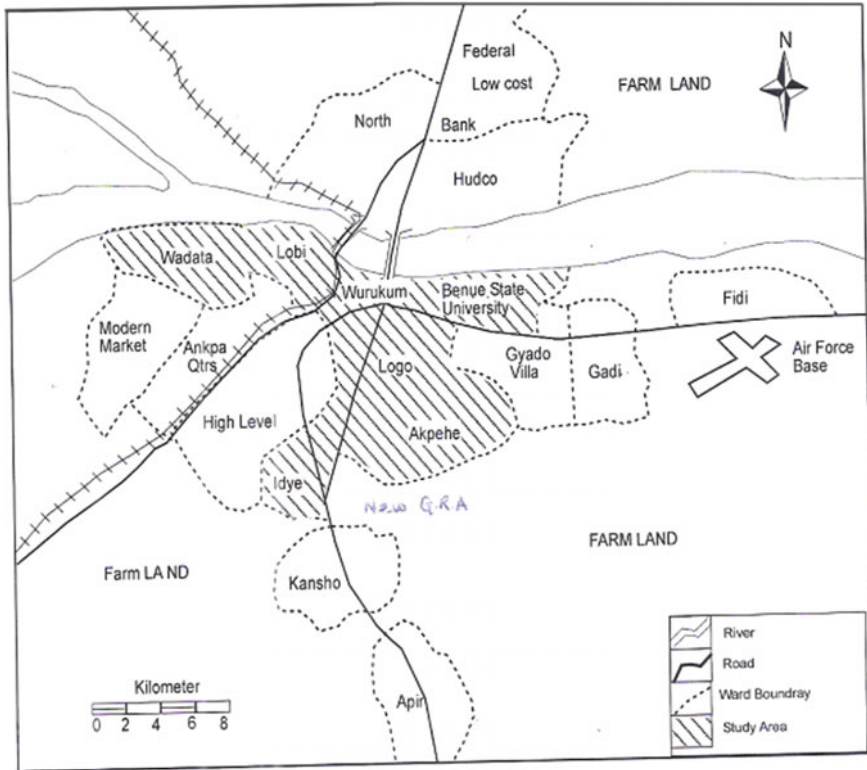 Federal
Low cost
FARM LAND
N
North
Bank
Hudco
Wadata
Lobi
Wurukum
Benue State
University
Fidi
Modern
Market
Ankpa
Qtrs
Logo
Gyado
Villa
Gadi
Air Force
Base
High Level
Akpehe
Idye
New G.R.A
Farm LA ND
Kansho
FARM LAND
Apir
Kilometer
0 2 4 6 8
River
Road
Ward Boundray
Study Area